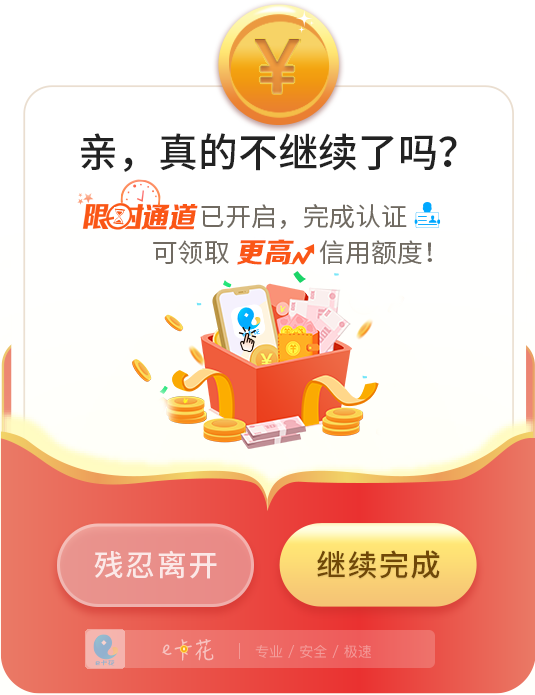 亲，真的不继续了吗？
限时通道已开启，完成认证
可领取 更高 信用额度！
残忍离开
继续完成
e卡花 | 专业 / 安全 / 极速